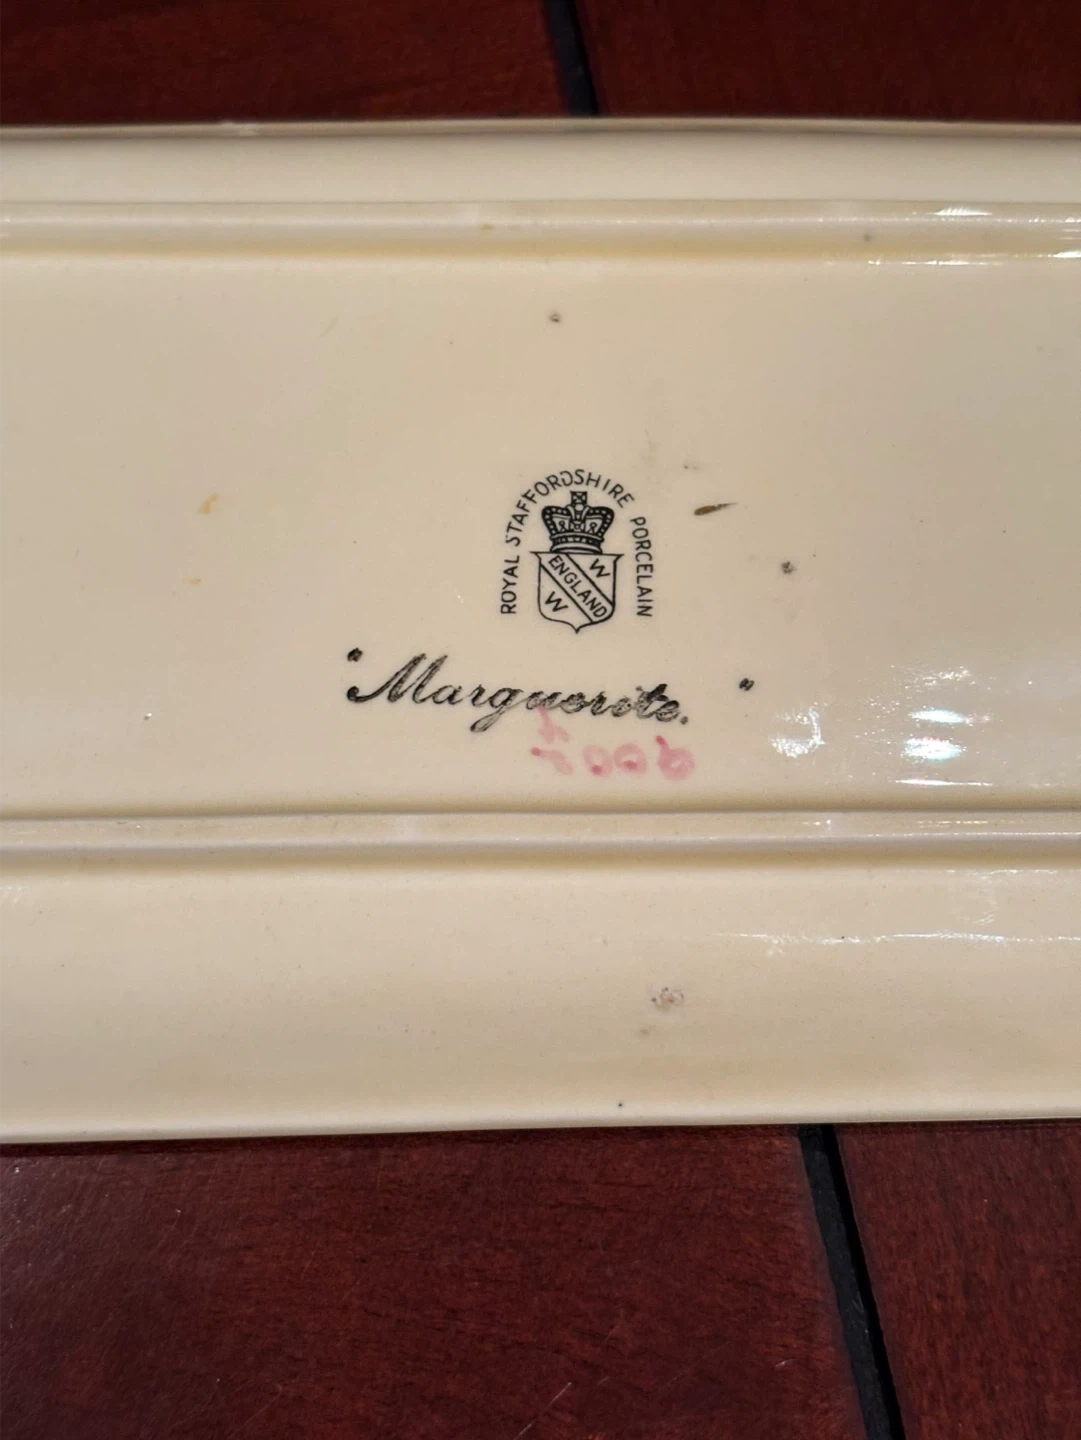 ROYAL STAFFORDSHIRE PORCELAIN
W
ENGLAND
W
"Marguerite."